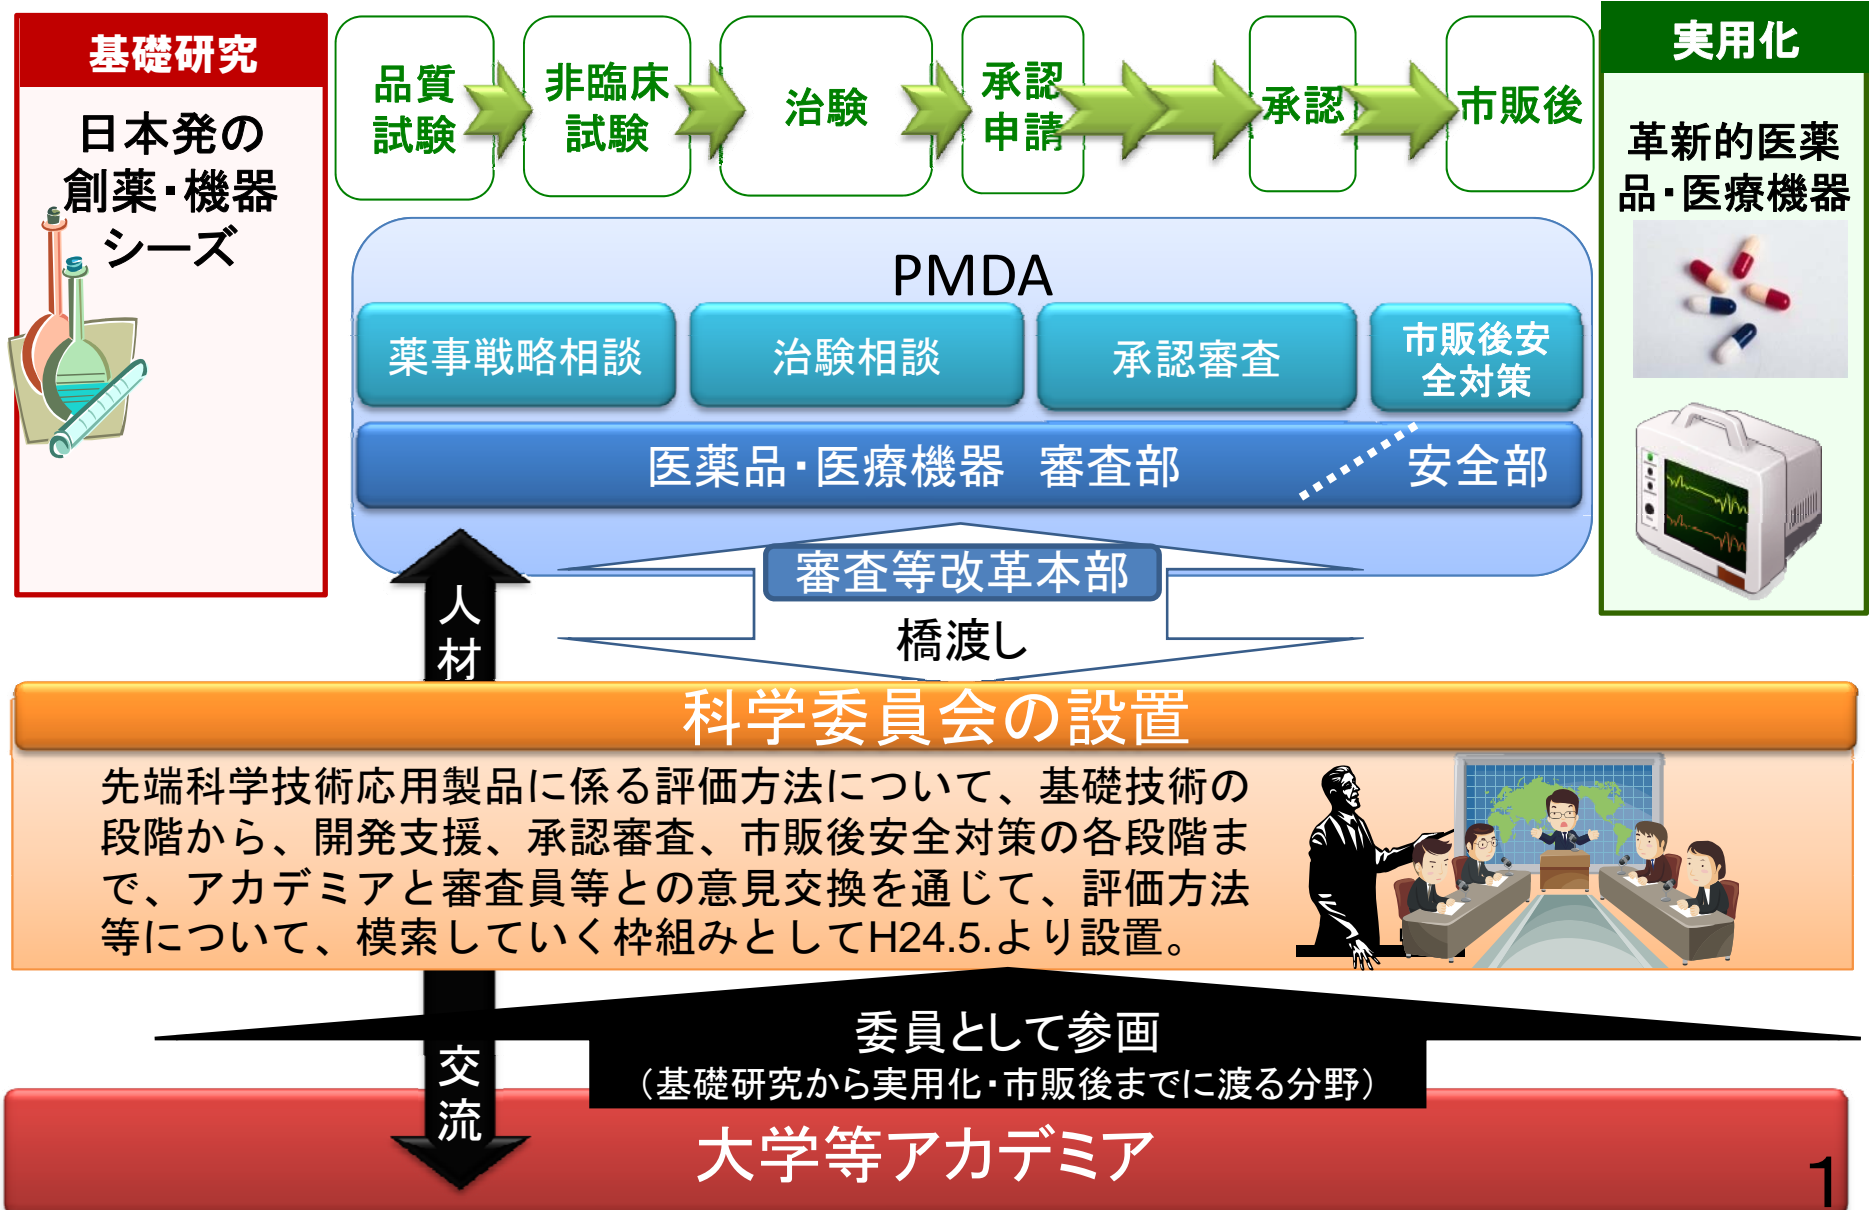 基礎研究
日本発の
創薬・機器
シーズ
品質
試験
非臨床
試験
治験
承認
申請
承認
市販後
実用化
革新的医薬
品・医療機器
PMDA
薬事戦略相談
治験相談
承認審査
市販後安
全対策
医薬品・医療機器　審査部
安全部
審査等改革本部
橋渡し
人材
科学委員会の設置
先端科学技術応用製品に係る評価方法について、基礎技術の
段階から、開発支援、承認審査、市販後安全対策の各段階ま
で、アカデミアと審査員等との意見交換を通じて、評価方法
等について、模索していく枠組みとしてH24.5.より設置。
交流
委員として参画
（基礎研究から実用化・市販後までに渡る分野）
大学等アカデミア
1